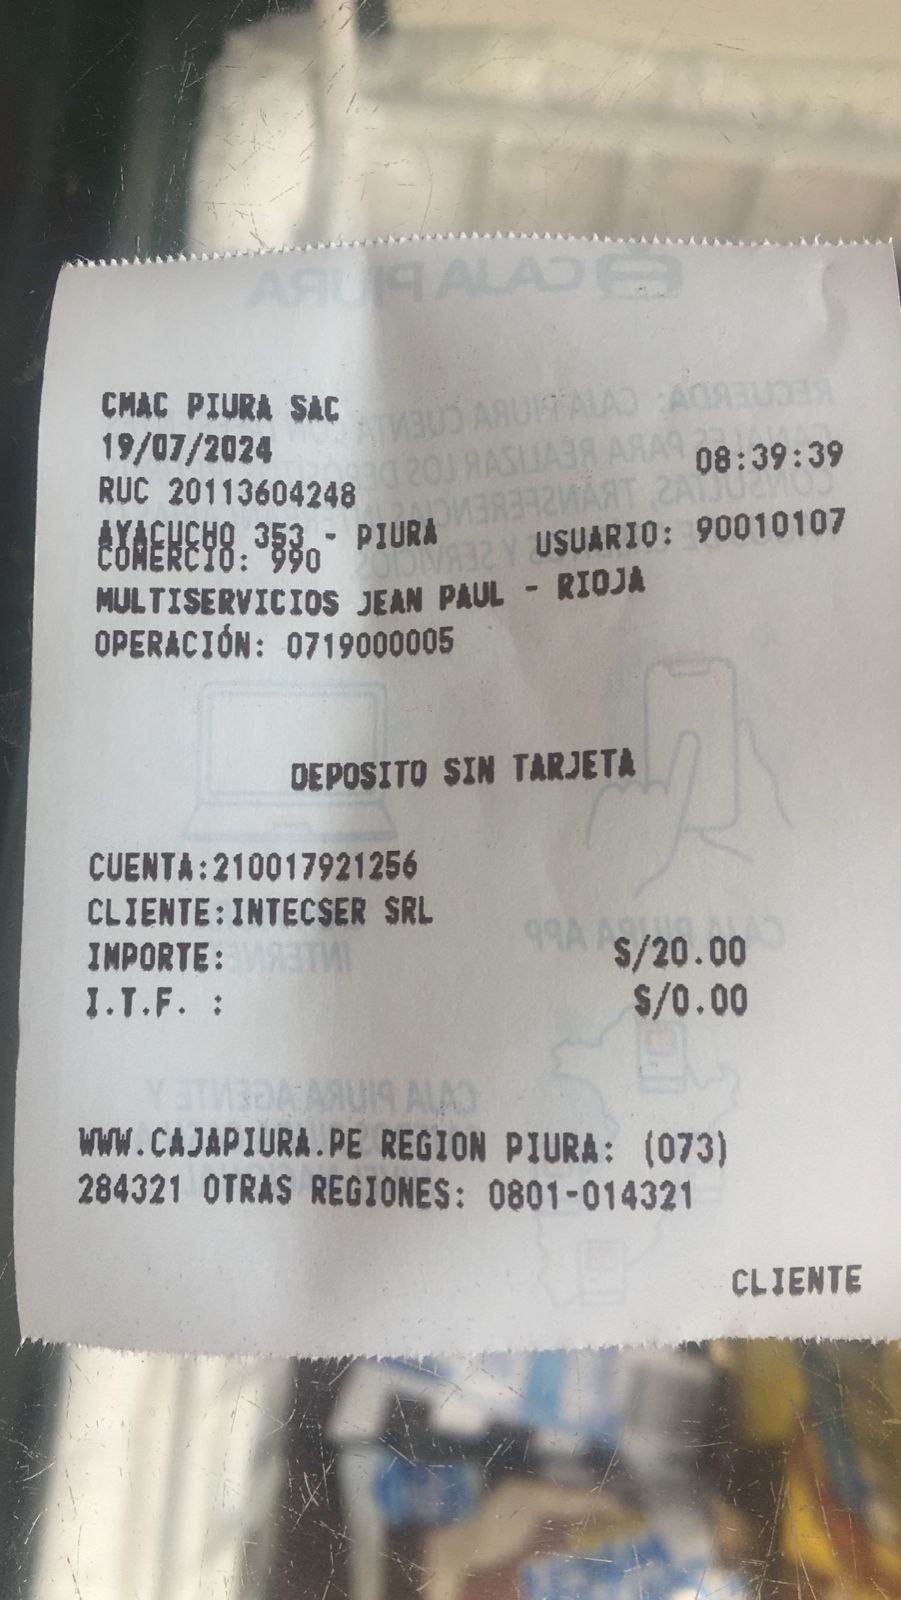 CMAC PIURA SAC
19/07/2024 08:39:39
RUC 20113604248
AYACUCHO 353 - PIURA USUARIO: 90010107
COMERCIO: 990
MULTISERVICIOS JEAN PAUL - RIOJA
OPERACIÓN: 0719000005
DEPOSITO SIN TARJETA
CUENTA:210017921256
CLIENTE:INTECSER SRL
IMPORTE: S/20.00
I.T.F. : S/0.00
WWW.CAJAPIURA.PE REGION PIURA: (073)
284321 OTRAS REGIONES: 0801-014321
CLIENTE